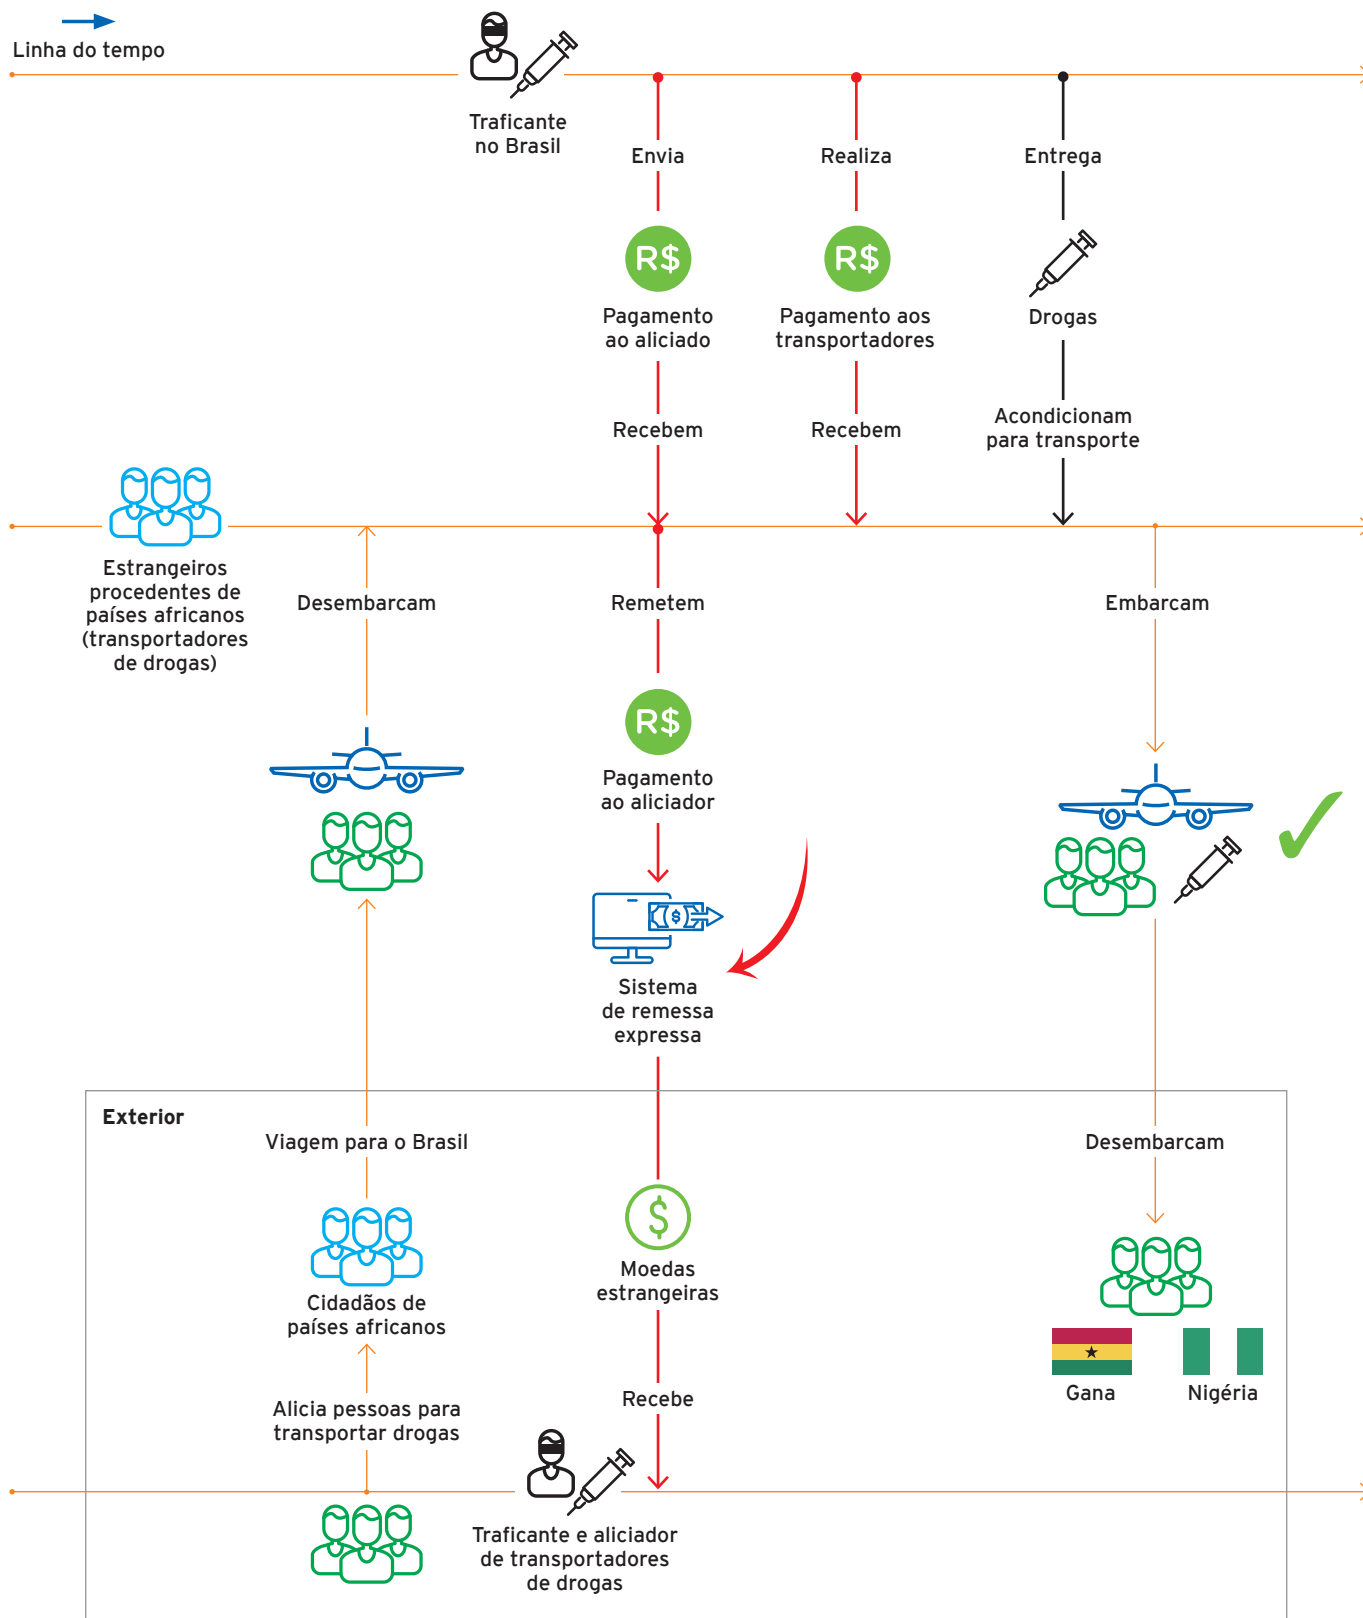 Linha do tempo
Traficante
no Brasil
Envia
Realiza
Entrega
R$
R$
Pagamento
ao aliciado
Pagamento aos
transportadores
Drogas
Recebem
Recebem
Acondicionam
para transporte
Estrangeiros
procedentes de
países africanos
(transportadores
de drogas)
Desembarcam
Remetem
Embarcam
R$
Pagamento
ao aliciador
$
Sistema
de remessa
expressa
Exterior
Viagem para o Brasil
Desembarcam
$
Moedas
estrangeiras
Cidadãos de
países africanos
Gana
Nigéria
Alicia pessoas para
transportar drogas
Recebe
Traficante e aliciador
de transportadores
de drogas